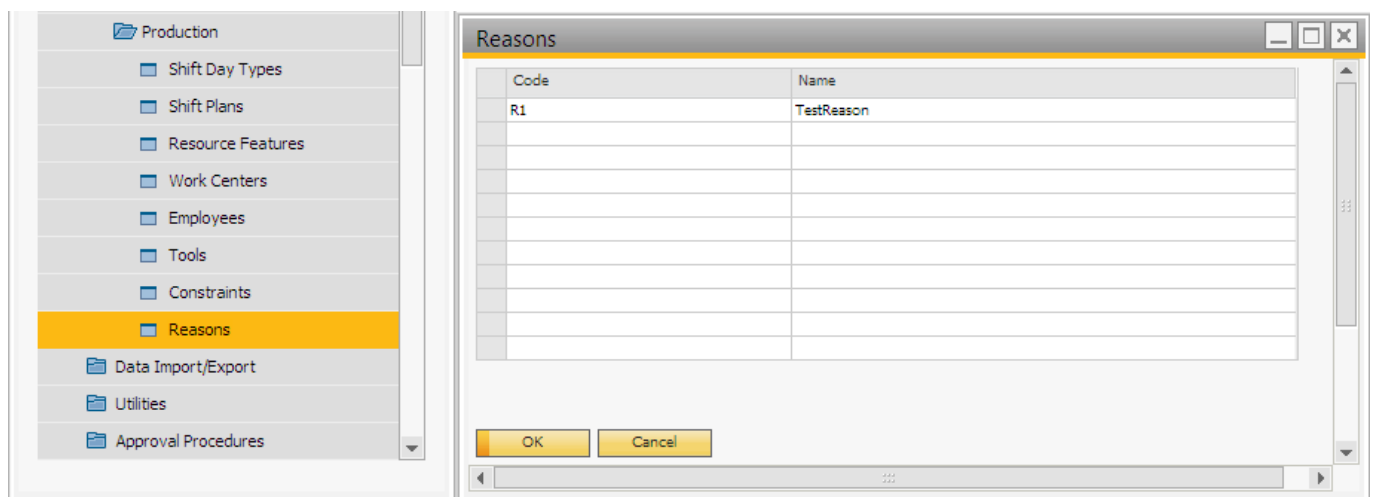 Production
Shift Day Types
Shift Plans
Resource Features
Work Centers
Employees
Tools
Constraints
Reasons
Data Import/Export
Utilities
Approval Procedures
Reasons
Code Name
R1 TestReason
OK Cancel